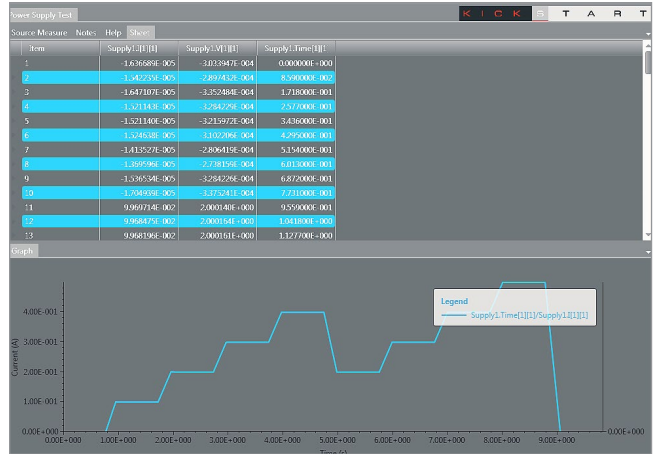 Power Supply Test
KICKSTART
Source Measure Notes Help Sheet
Item Supply1.I[1][1] Supply1.V[1][1] Supply1.Time[1][1
1 -1.636689E-005 -3.033947E-004 0.000000E+000
2 -1.542235E-005 -2.897432E-004 8.590000E-002
3 -1.647107E-005 -3.352484E-004 1.718000E-001
4 -1.521143E-005 -3.284229E-004 2.577000E-001
5 -1.521140E-005 -3.215972E-004 3.436000E-001
6 -1.524638E-005 -3.102206E-004 4.295000E-001
7 -1.413527E-005 -2.806419E-004 5.154000E-001
8 -1.369596E-005 -2.738159E-004 6.013000E-001
9 -1.536534E-005 -3.284226E-004 6.872000E-001
10 -1.704939E-005 -3.375241E-004 7.731000E-001
11 9.969714E-002 2.000140E+000 9.559000E-001
12 9.968475E-002 2.000164E+000 1.041800E+000
13 9.968196E-002 2.000161E+000 1.127700E+000
Graph
Legend
Supply1.Time[1][1]/Supply1.I[1][1]
4.00E-001
3.00E-001
2.00E-001
1.00E-001
0.00E+000
Current (A)
0.00E+000
0.00E+000 1.00E+000 2.00E+000 3.00E+000 4.00E+000 5.00E+000 6.00E+000 7.00E+000 8.00E+000 9.00E+000
Time (s)